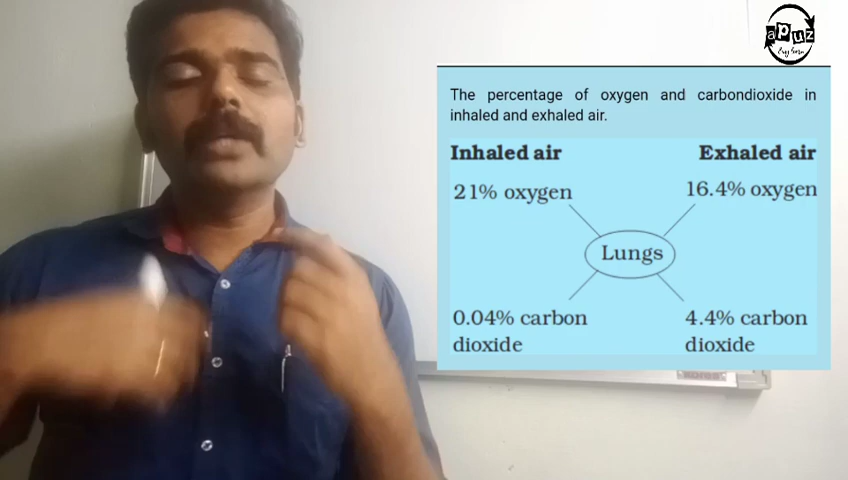 apuz
The percentage of oxygen and carbondioxide in
inhaled and exhaled air.
Inhaled air Exhaled air
21% oxygen 16.4% oxygen
Lungs
0.04% carbon 4.4% carbon
dioxide dioxide